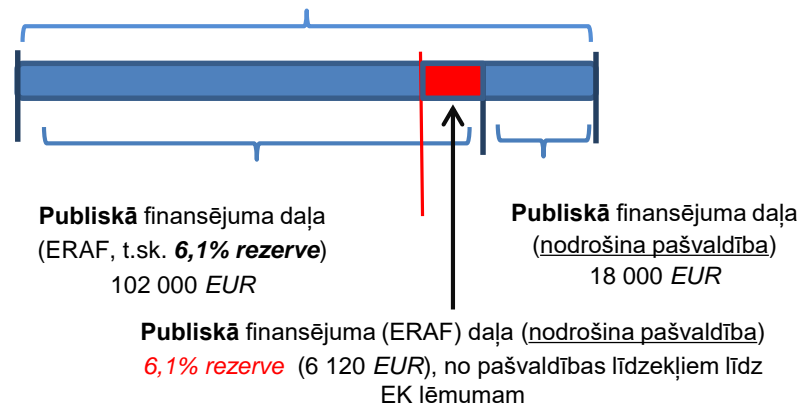 Publiskā finansējuma daļa
(ERAF, t.sk. 6,1% rezerve)
102 000 EUR
Publiskā finansējuma daļa
(nodrošina pašvaldība)
18 000 EUR
Publiskā finansējuma (ERAF) daļa (nodrošina pašvaldība)
6,1% rezerve (6 120 EUR), no pašvaldības līdzekļiem līdz
EK lēmumam